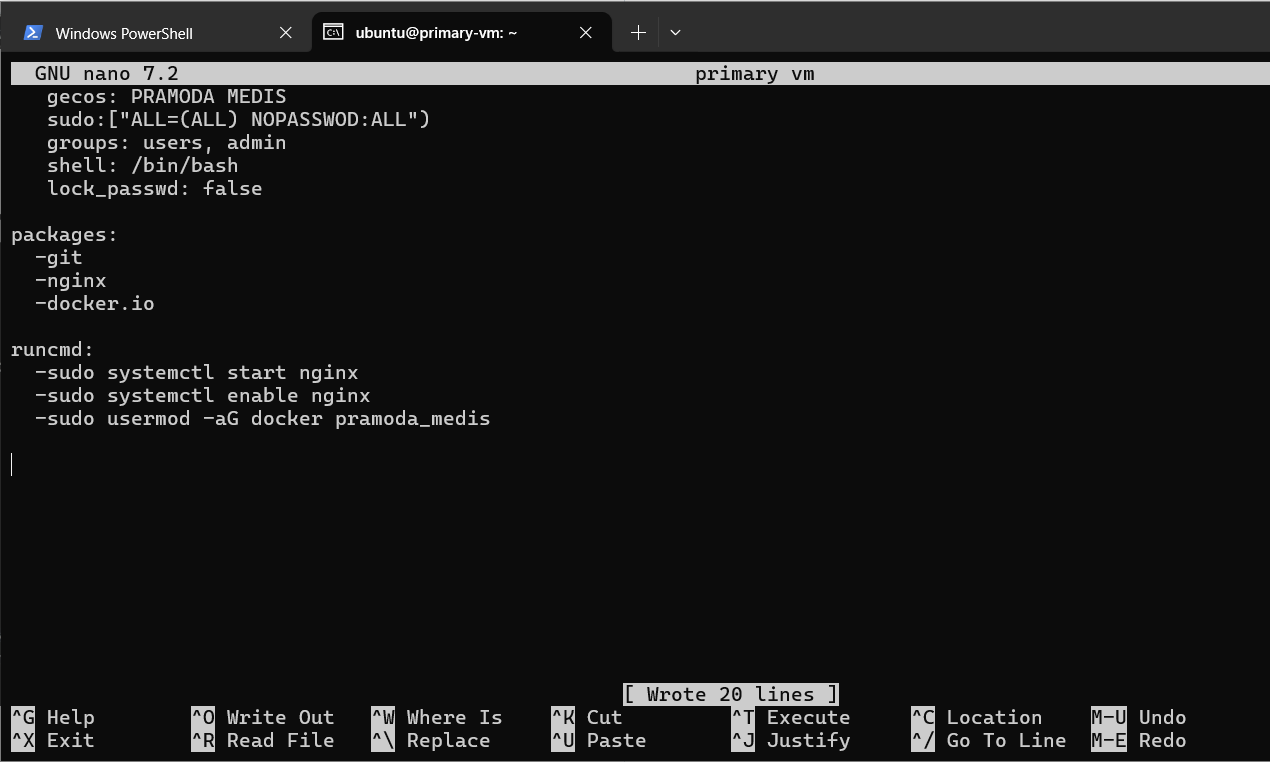 Windows PowerShell
ubuntu@primary-vm: ~
GNU nano 7.2 primary vm
gecos: PRAMODA MEDIS
sudo:["ALL=(ALL) NOPASSWOD:ALL")
groups: users, admin
shell: /bin/bash
lock_passwd: false
packages:
-git
-nginx
-docker.io
runcmd:
-sudo systemctl start nginx
-sudo systemctl enable nginx
-sudo usermod -aG docker pramoda_medis
[ Wrote 20 lines ]
^G Help ^O Write Out ^W Where Is ^K Cut ^T Execute ^C Location M-U Undo
^X Exit ^R Read File ^\ Replace ^U Paste ^J Justify ^/ Go To Line M-E Redo